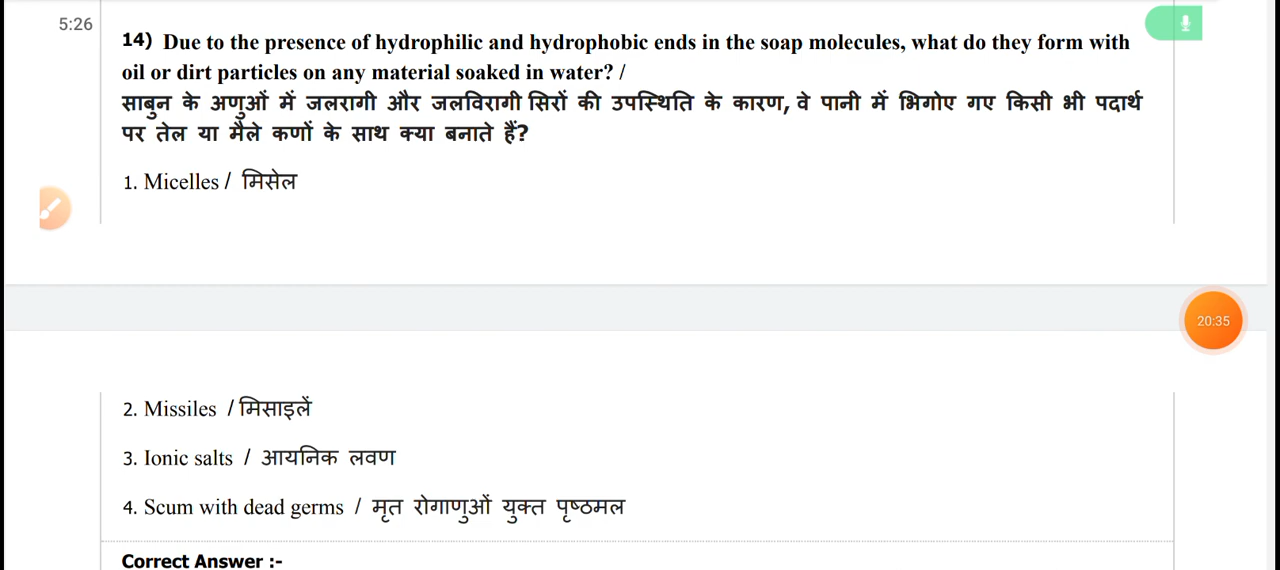 5:26
14) Due to the presence of hydrophilic and hydrophobic ends in the soap molecules, what do they form with
oil or dirt particles on any material soaked in water? /
साबुन के अणुओं में जलरागी और जलविरागी सिरों की उपस्थिति के कारण, वे पानी में भिगोए गए किसी भी पदार्थ
पर तेल या मैले कणों के साथ क्या बनाते हैं?
1. Micelles / मिसेल
20:35
2. Missiles / मिसाइलें
3. Ionic salts / आयनिक लवण
4. Scum with dead germs / मृत रोगाणुओं युक्त पृष्ठमल
Correct Answer :-